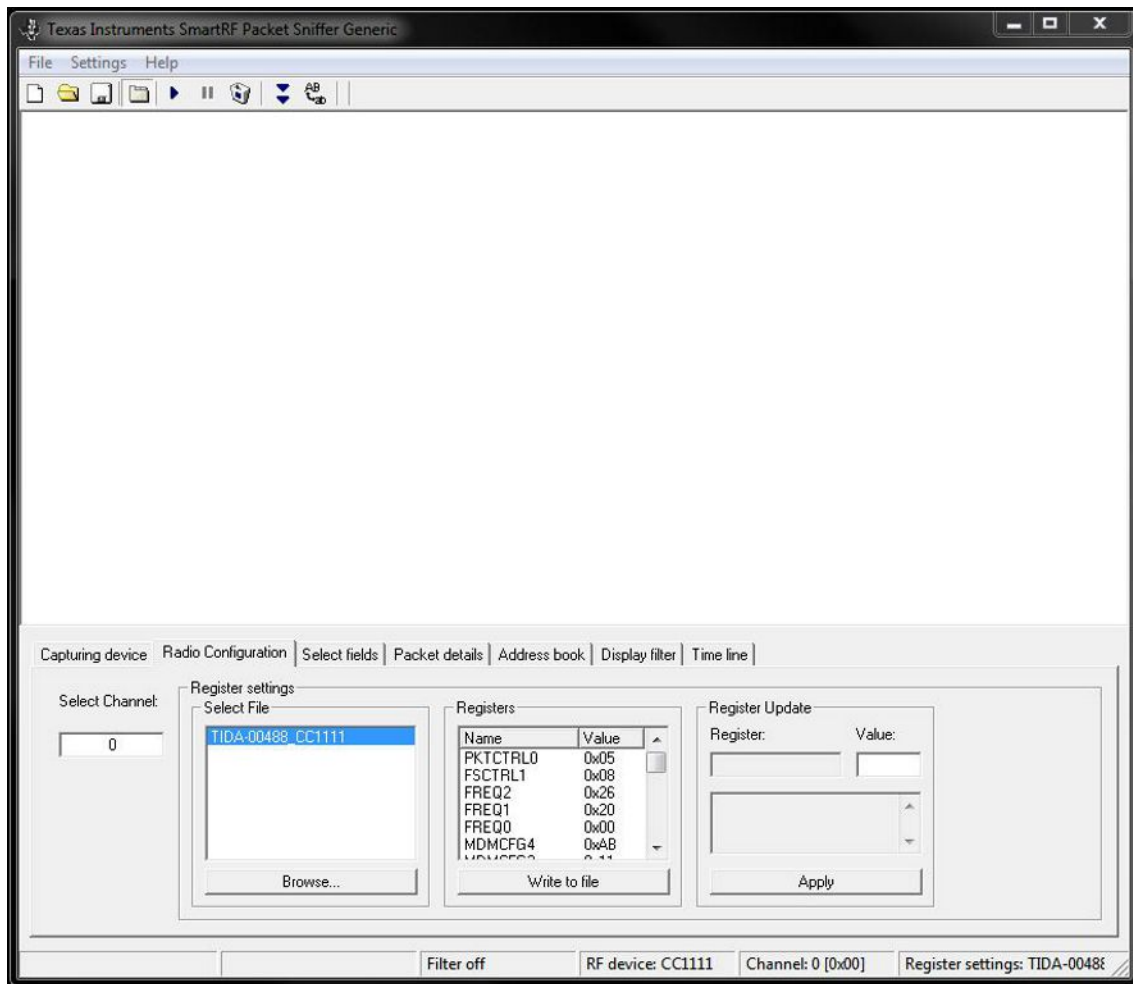 Texas Instruments SmartRF Packet Sniffer Generic
File Settings Help
Capturing device Radio Configuration Select fields Packet details Address book Display filter Time line
Select Channel:
0
Register settings
Select File
TIDA-00488_CC1111
Browse...
Registers
Name Value
PKTCTRL0 0x05
FSCTRL1 0x08
FREQ2 0x26
FREQ1 0x20
FREQ0 0x00
MDMCFG4 0xAB
Write to file
Register Update
Register: Value:
Apply
Filter off RF device: CC1111 Channel: 0 [0x00] Register settings: TIDA-0048